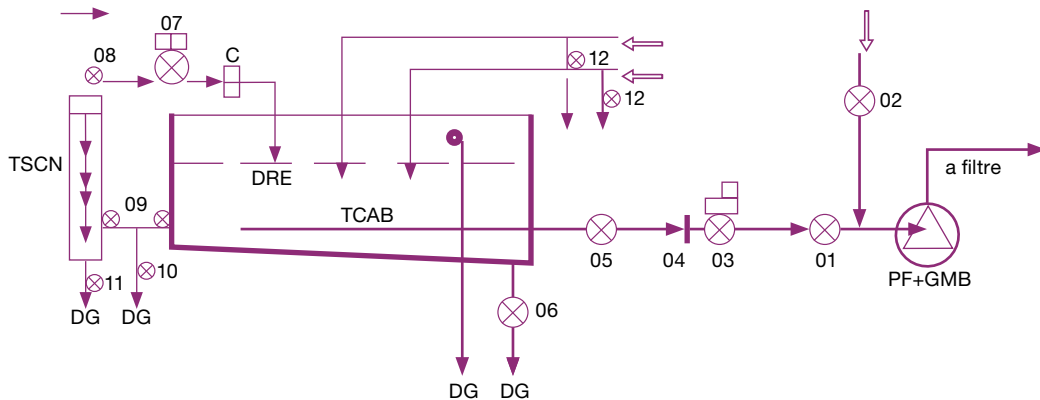 07
08
C
12
12
02
TSCN
DRE
a filtre
09
TCAB
05
04
03
01
PF+GMB
11
10
06
DG
DG
DG
DG